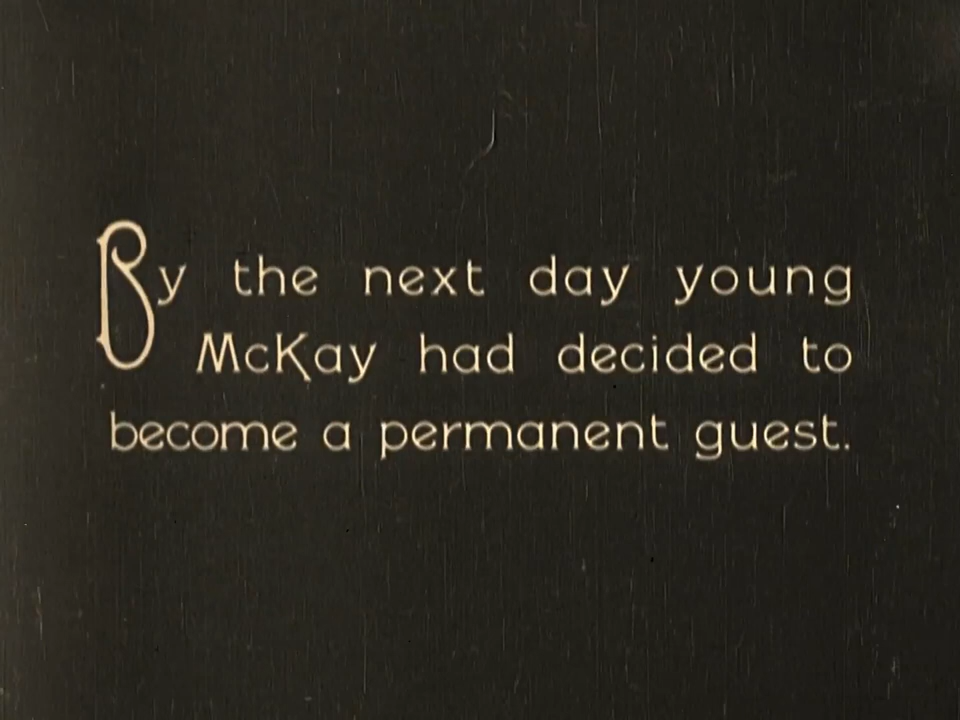 By the next day young
McKay had decided to
become a permanent guest.